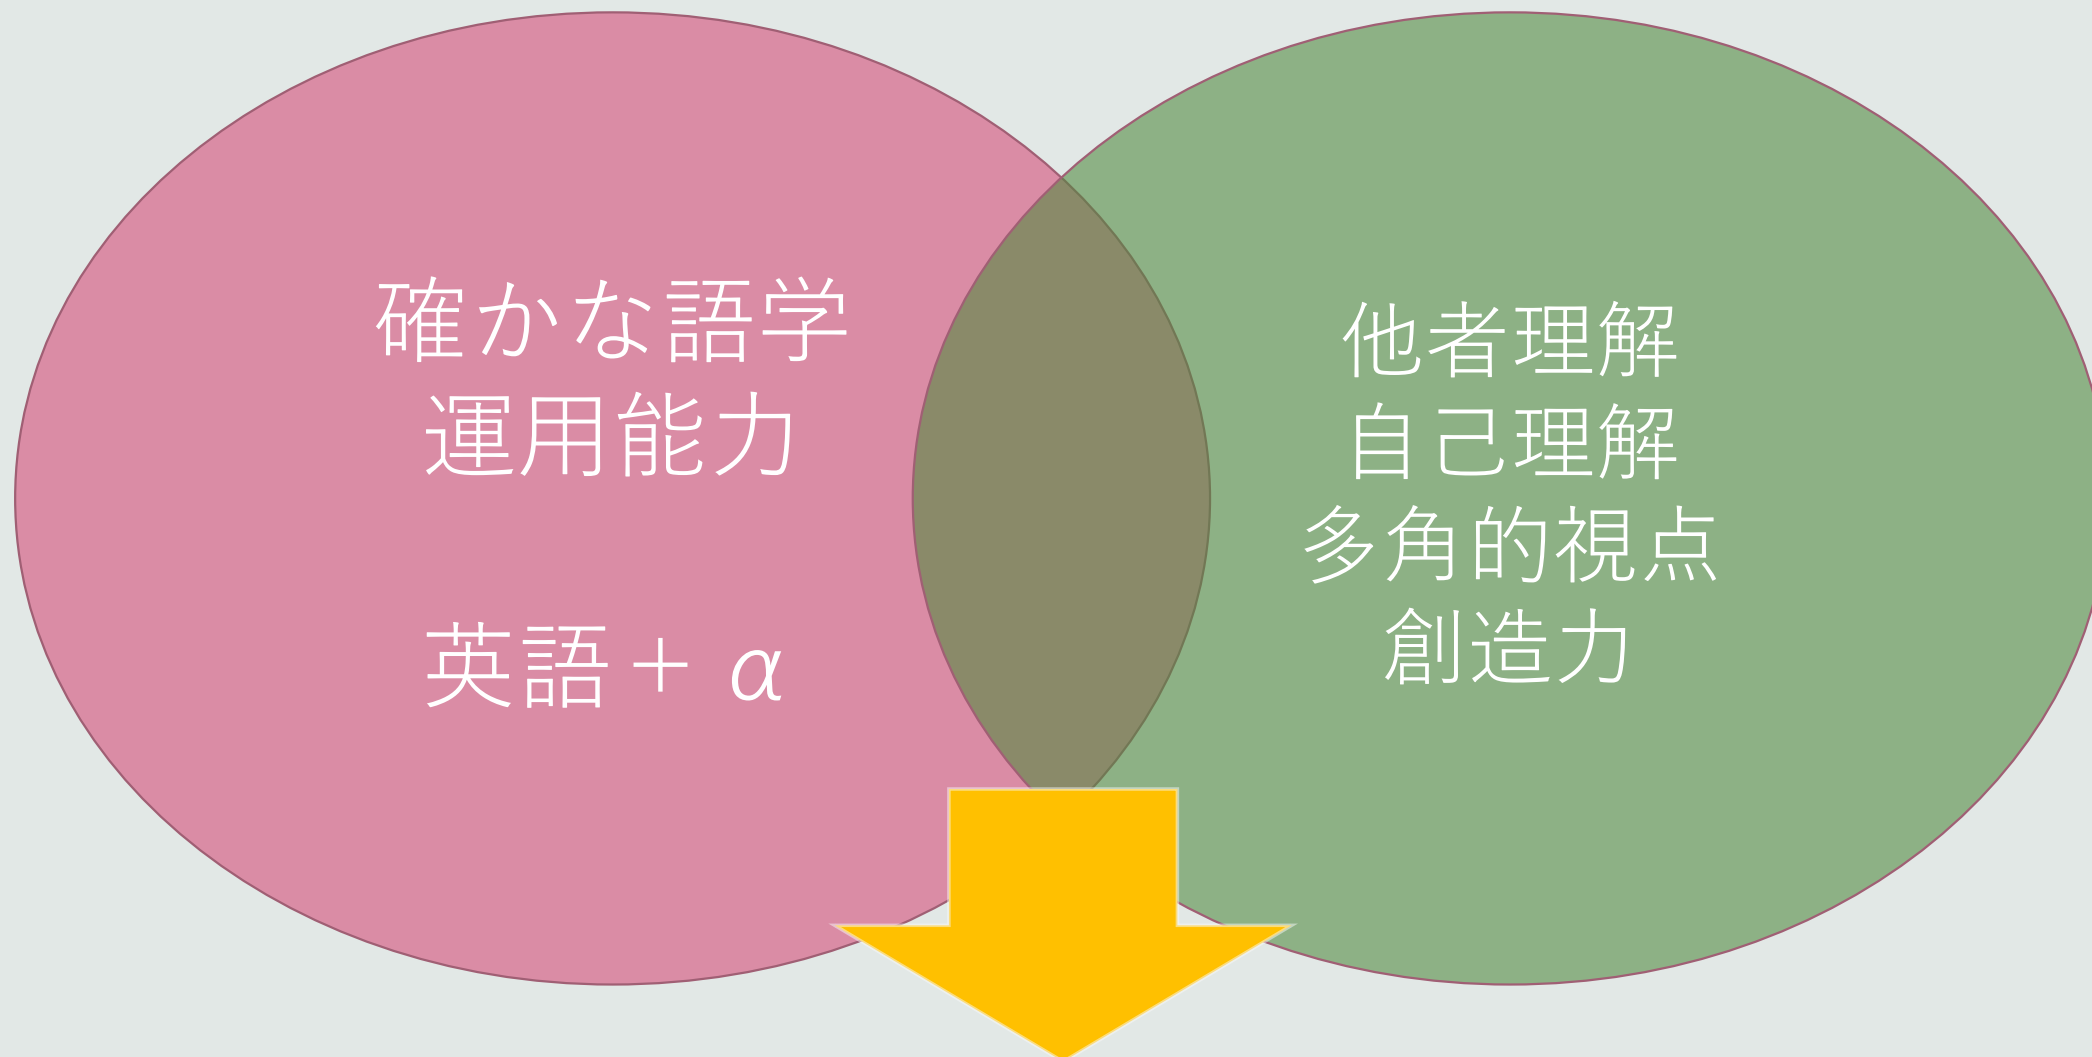 確かな語学
運用能力
英語+ α
他者理解
自己理解
多角的視点
創造力